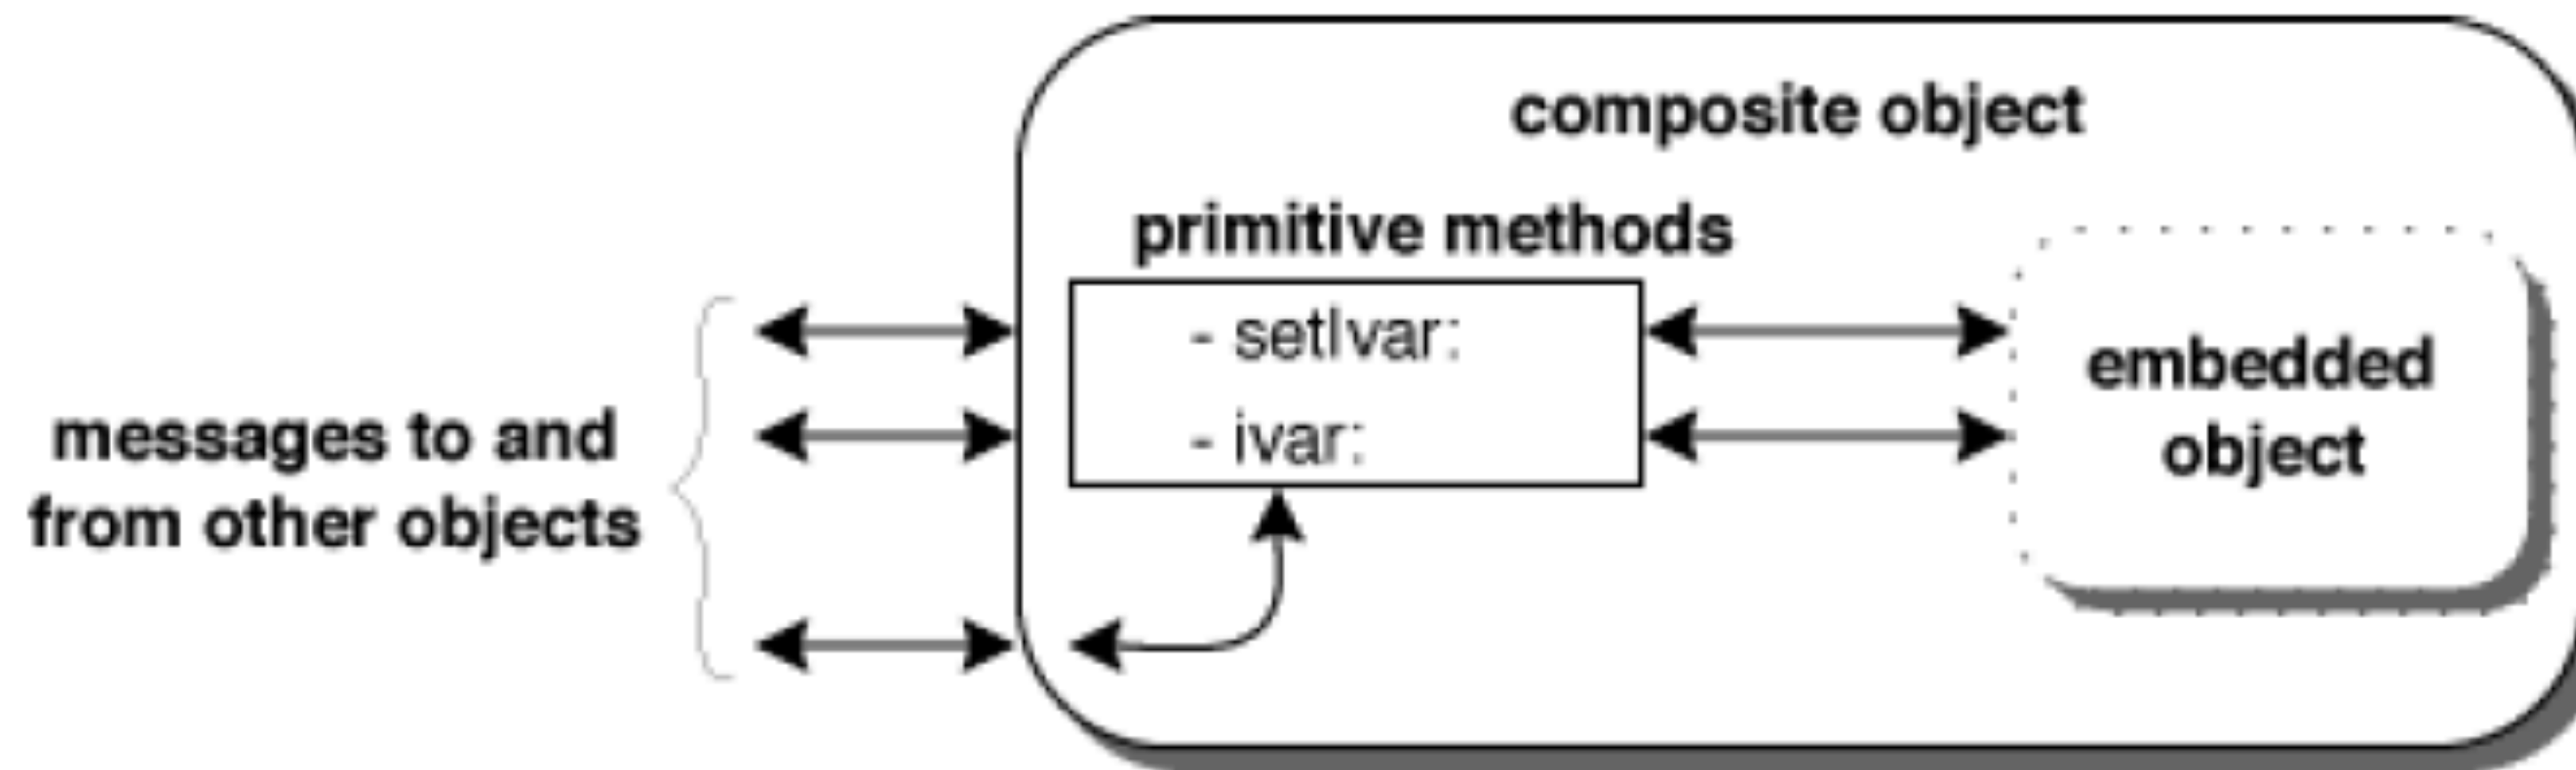 composite object
primitive methods
- setIvar:
- ivar:
messages to and
from other objects
embedded
object